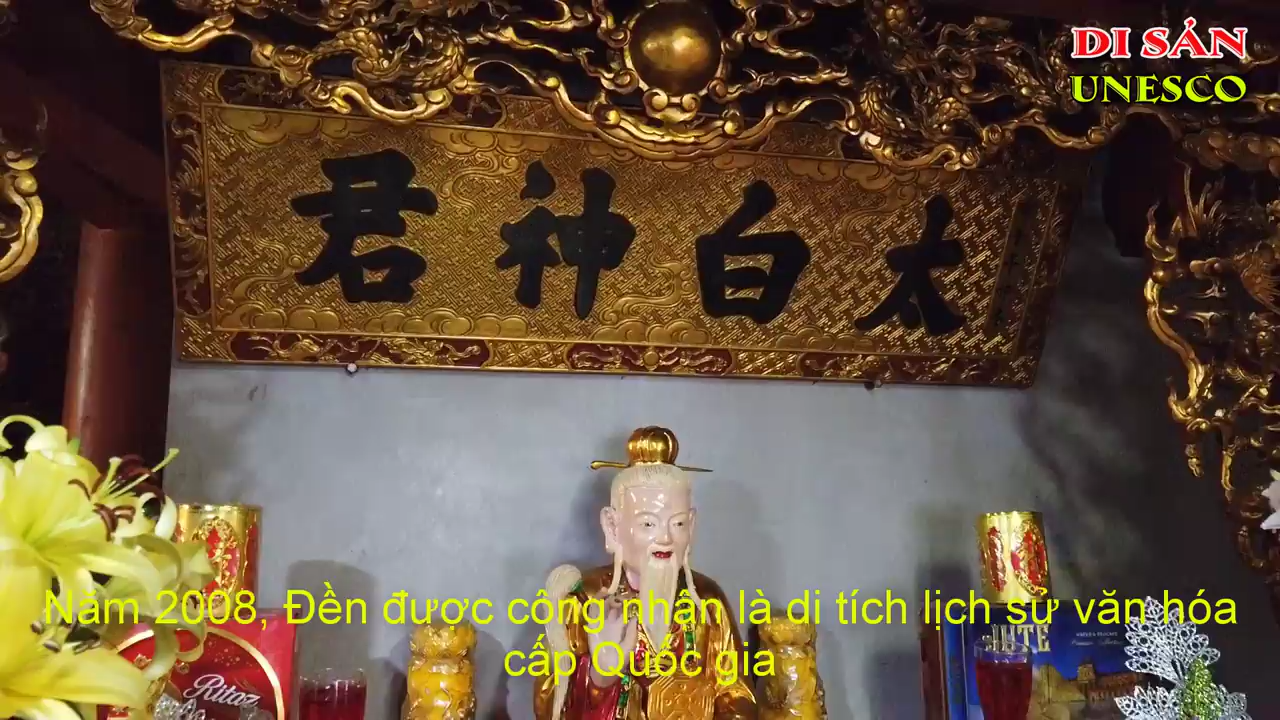 DI SẢN
UNESCO
太白神君
Năm 2008, Đền được công nhận là di tích lịch sử văn hóa
cấp Quốc gia
Ritaz